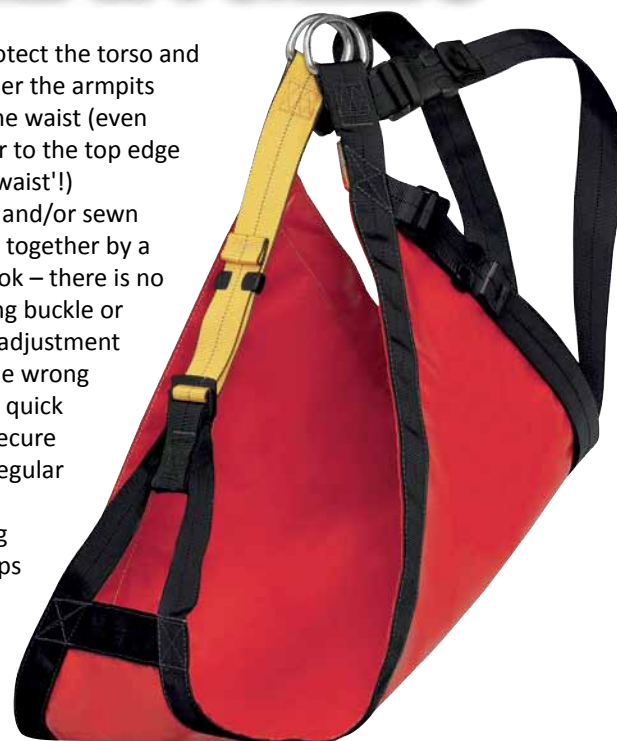 otect the torso and
er the armpits
ne waist (even
r to the top edge
waist'!)
and/or sewn
together by a
ok – there is no
ng buckle or
adjustment
e wrong
quick
ecure
egular
g
ps